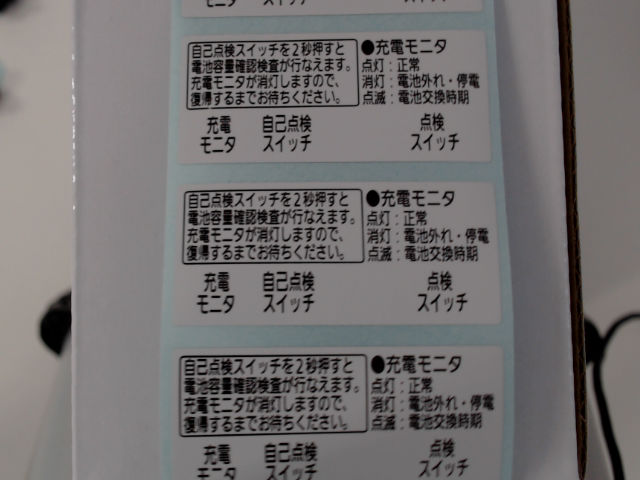 モニタ スイッチ スイッチ
自己点検スイッチを2秒押すと
電池容量確認検査が行なえます。
充電モニタが消灯しますので、
復帰するまでお待ちください。
●充電モニタ
点灯:正常
消灯:電池外れ・停電
点滅:電池交換時期
充電 自己点検 点検
モニタ スイッチ スイッチ
自己点検スイッチを2秒押すと
電池容量確認検査が行なえます。
充電モニタが消灯しますので、
復帰するまでお待ちください。
●充電モニタ
点灯:正常
消灯:電池外れ・停電
点滅:電池交換時期
充電 自己点検 点検
モニタ スイッチ スイッチ
自己点検スイッチを2秒押すと
電池容量確認検査が行なえます。
充電モニタが消灯しますので、
復帰するまでお待ちください。
●充電モニタ
点灯:正常
消灯:電池外れ・停電
点滅:電池交換時期
充電 自己点検 点検
モニタ スイッチ スイッチ